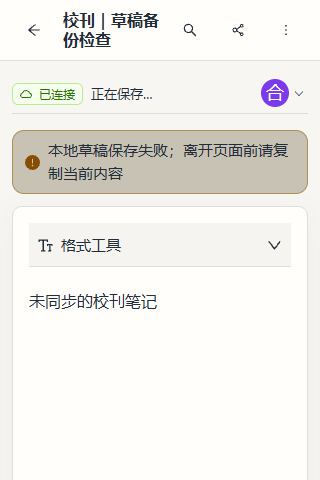 校刊 | 草稿备
份检查
已连接 正在保存... 合
本地草稿保存失败；离开页面前请复
制当前内容
Tт 格式工具
未同步的校刊笔记